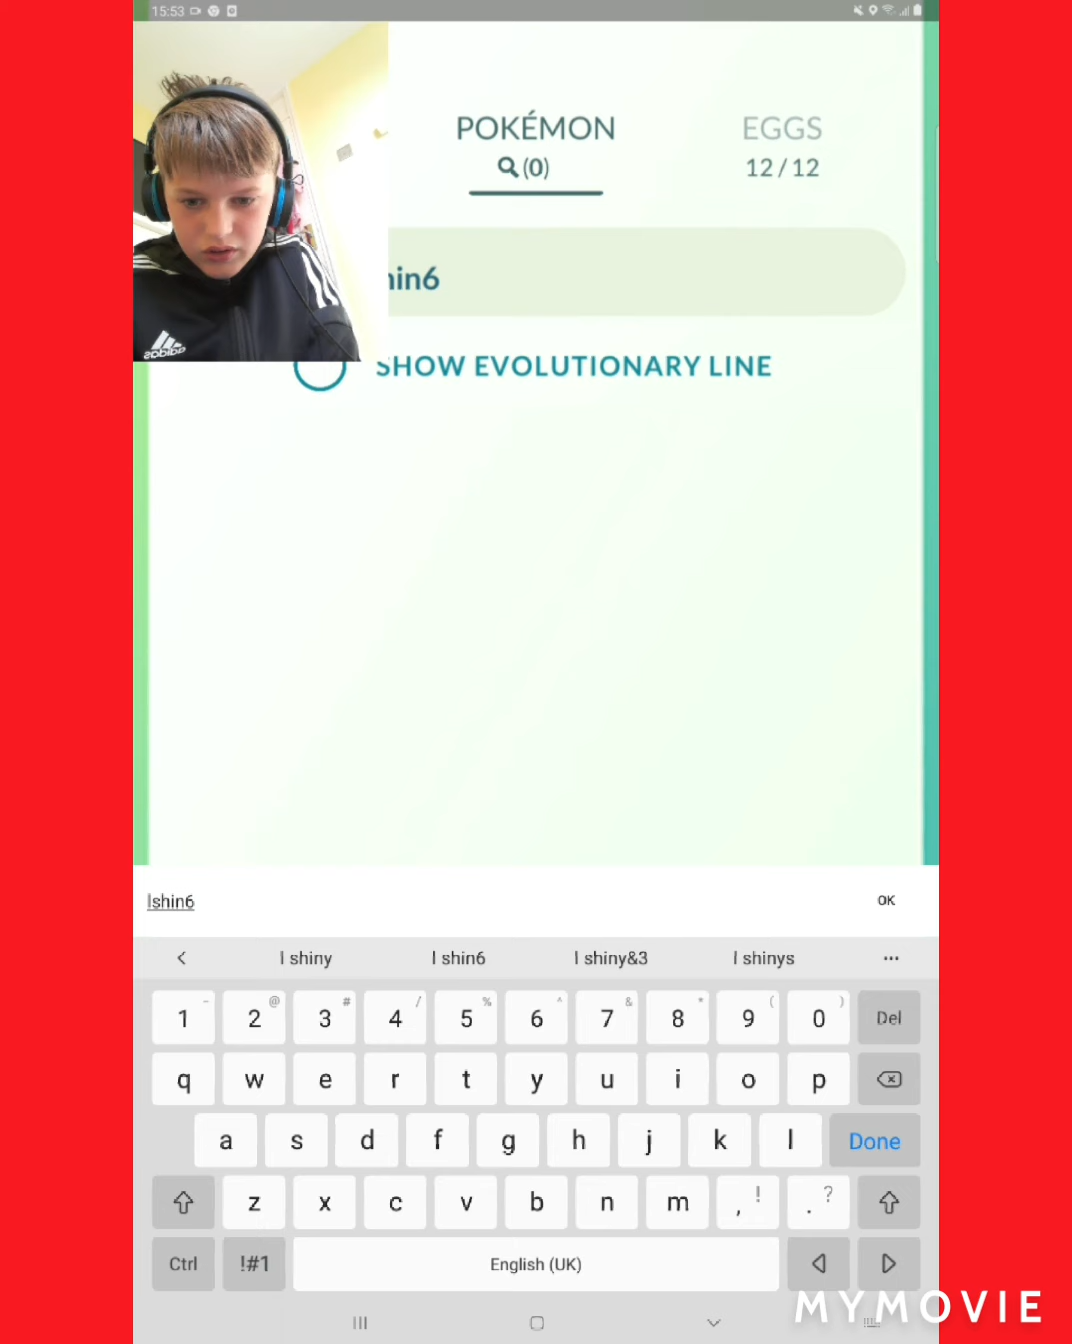 15:53
POKÉMON
EGGS
(0)
12 / 12
hin6
SHOW EVOLUTIONARY LINE
lshin6
OK
l shiny
l shin6
l shiny&3
l shinys
...
1 2 3 4 5 6 7 8 9 0 Del
- @ # / % ^ & * ( )
q w e r t y u i o p
a s d f g h j k l Done
z x c v b n m , ! . ?
Ctrl !#1 English (UK)
adidas
MYMOVIE